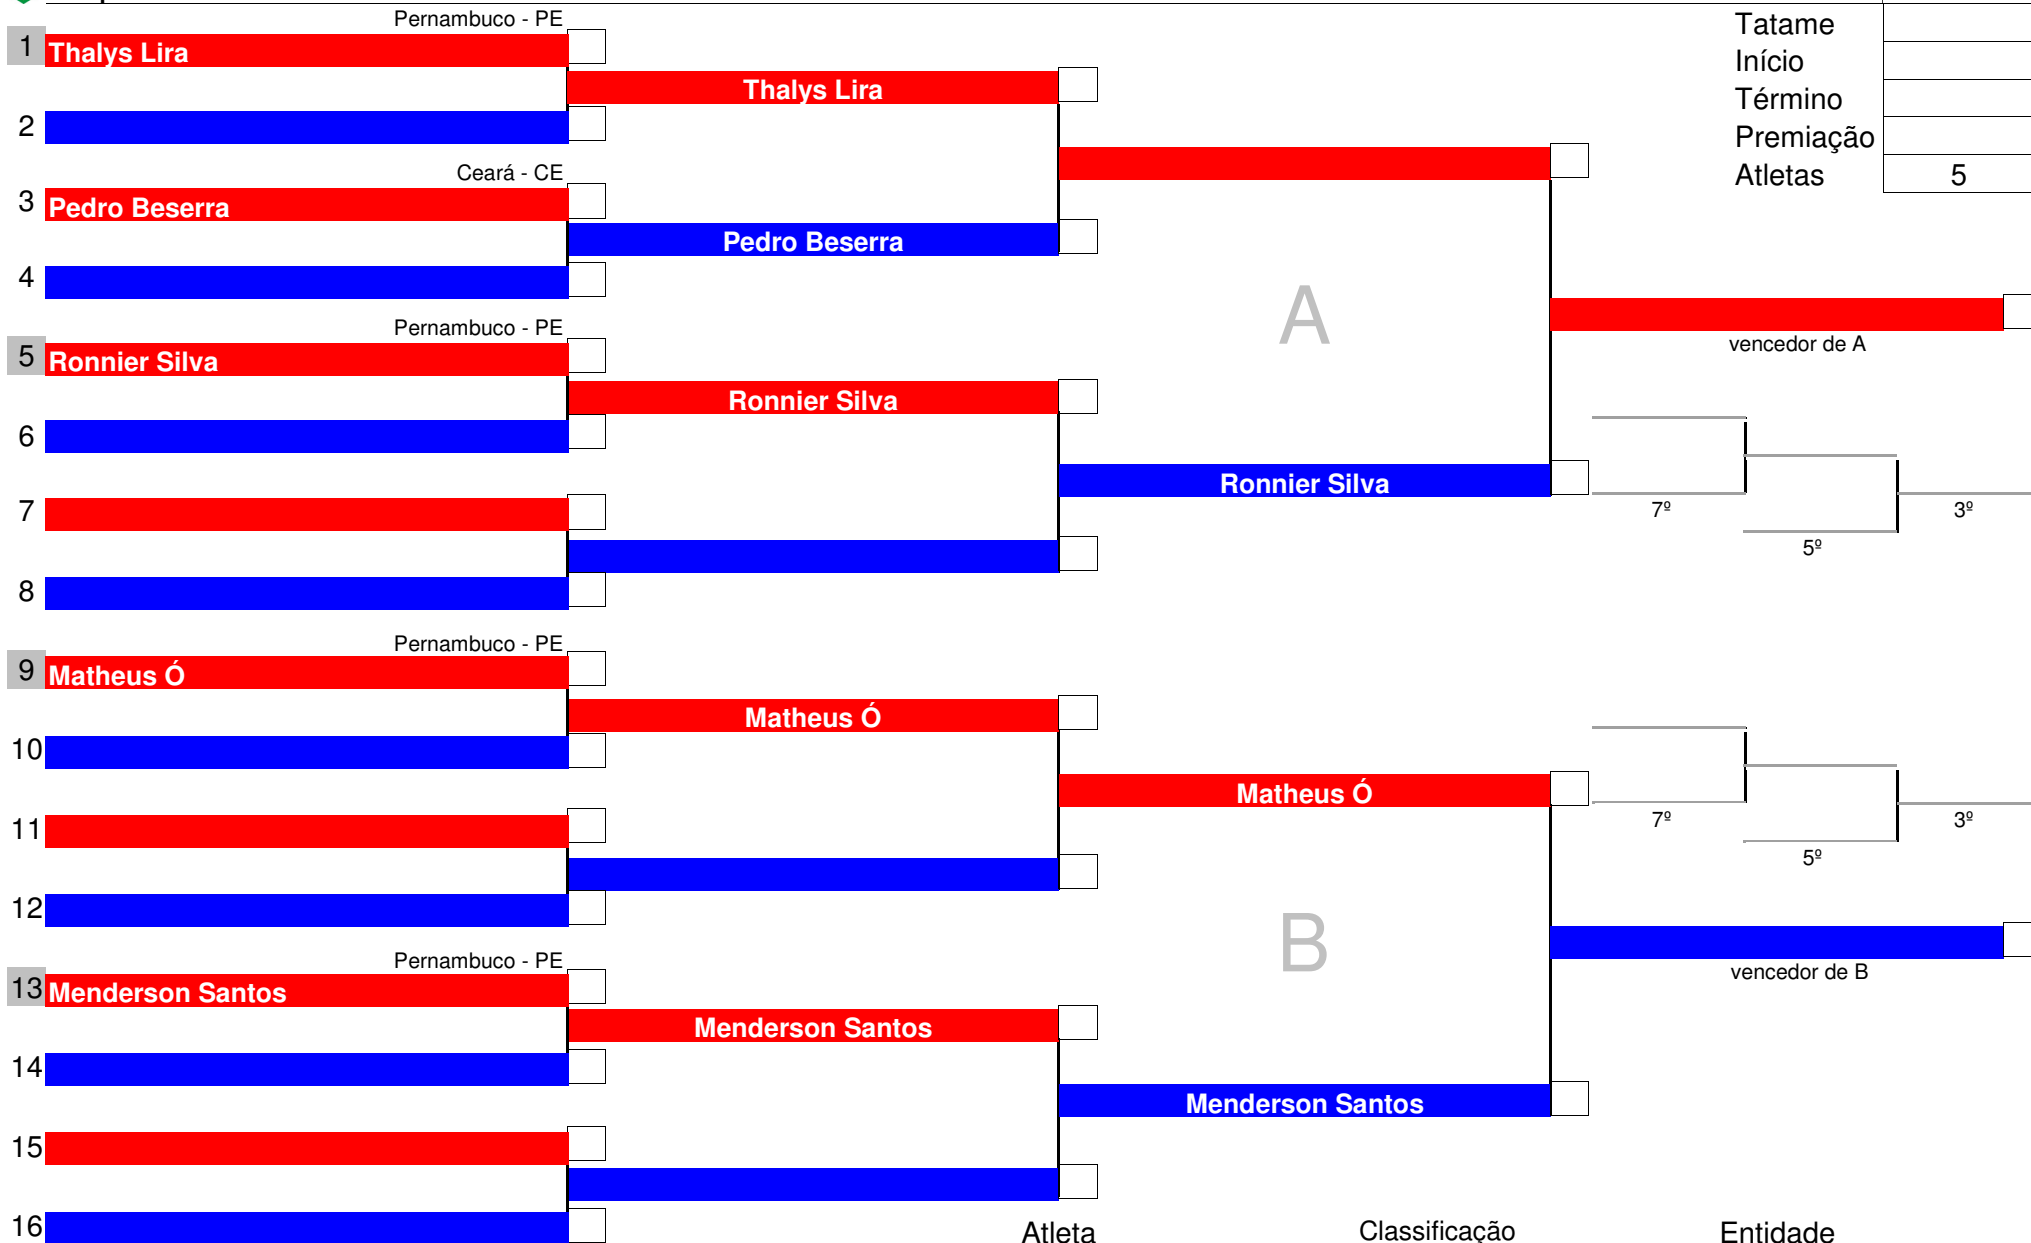 Pernambuco - PE
Tatame
1 Thalys Lira
Início
Thalys Lira
Término
2
Premiação
Ceará - CE
Atletas 5
3 Pedro Beserra
Pedro Beserra
4
A
Pernambuco - PE
vencedor de A
5 Ronnier Silva
Ronnier Silva
6
Ronnier Silva
7
7º 3º
5º
8
Pernambuco - PE
9 Matheus Ó
Matheus Ó
10
Matheus Ó
7º 3º
11
5º
12
B
Pernambuco - PE
vencedor de B
13 Menderson Santos
Menderson Santos
14
Menderson Santos
15
16
Atleta Classificação Entidade